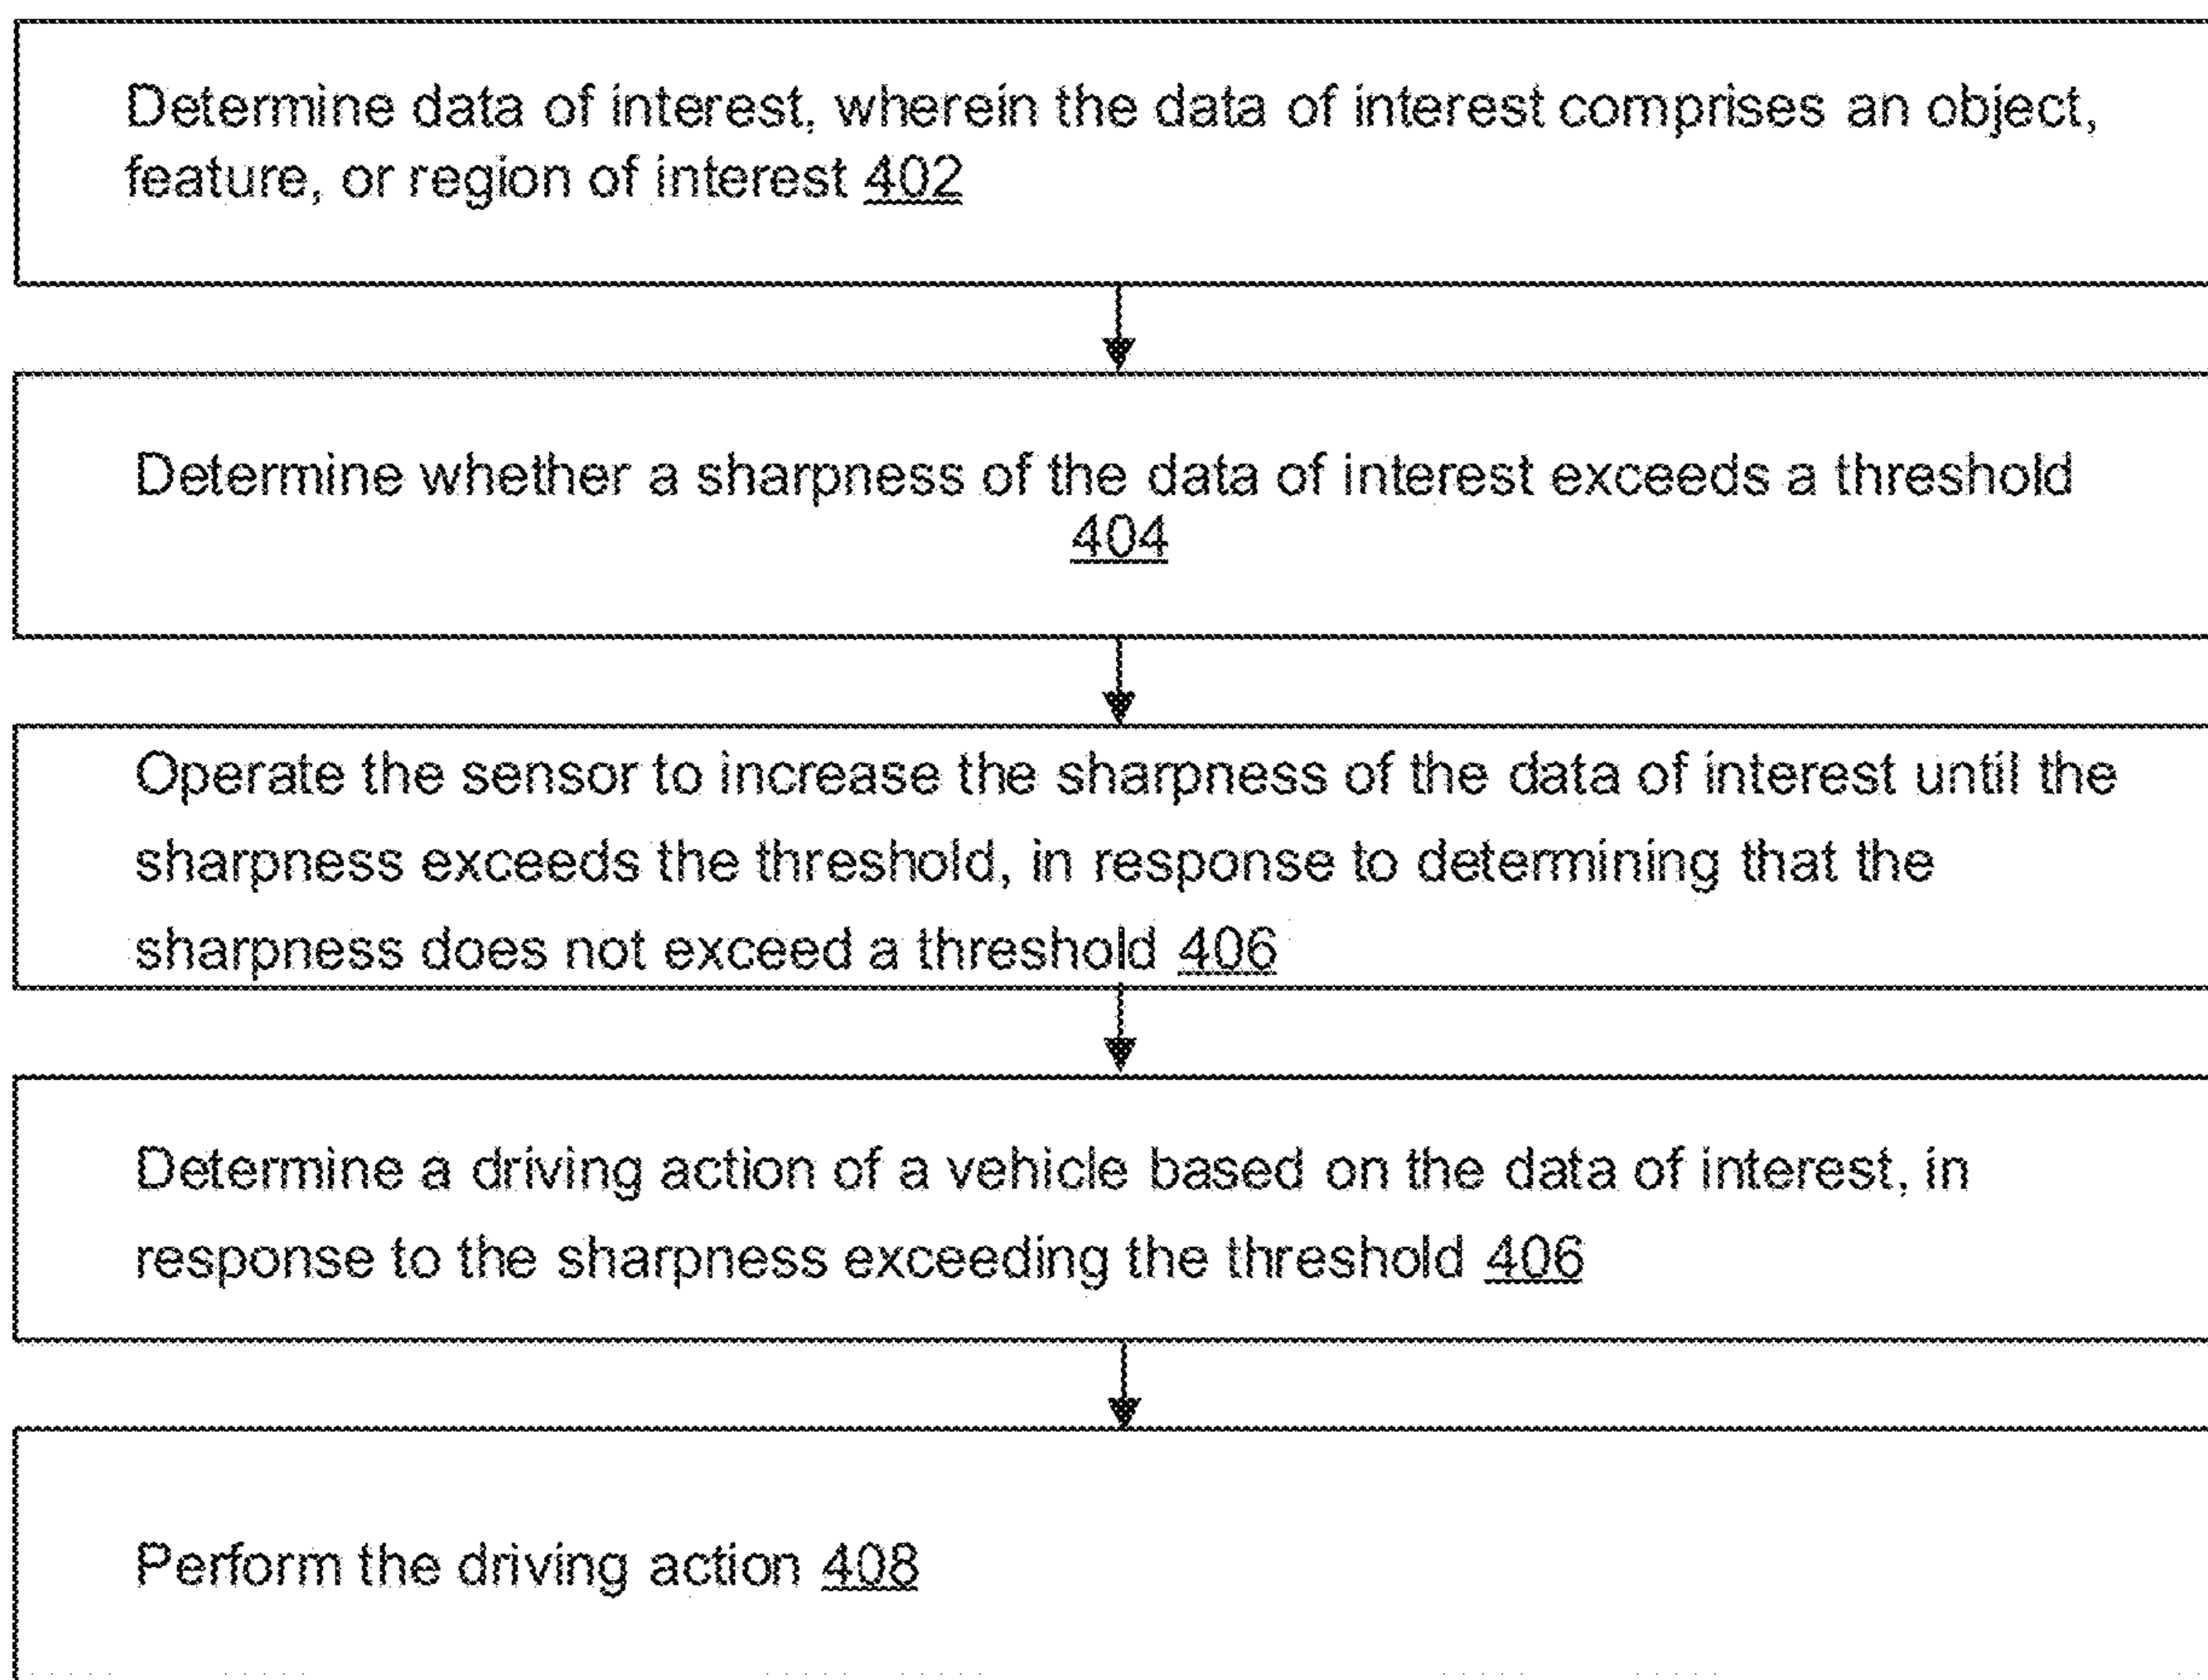 Determine data of interest, wherein the data of interest comprises an object,
feature, or region of interest 402
Determine whether a sharpness of the data of interest exceeds a threshold
404
Operate the sensor to increase the sharpness of the data of interest until the
sharpness exceeds the threshold, in response to determining that the
sharpness does not exceed a threshold 406
Determine a driving action of a vehicle based on the data of interest, in
response to the sharpness exceeding the threshold 406
Perform the driving action 408